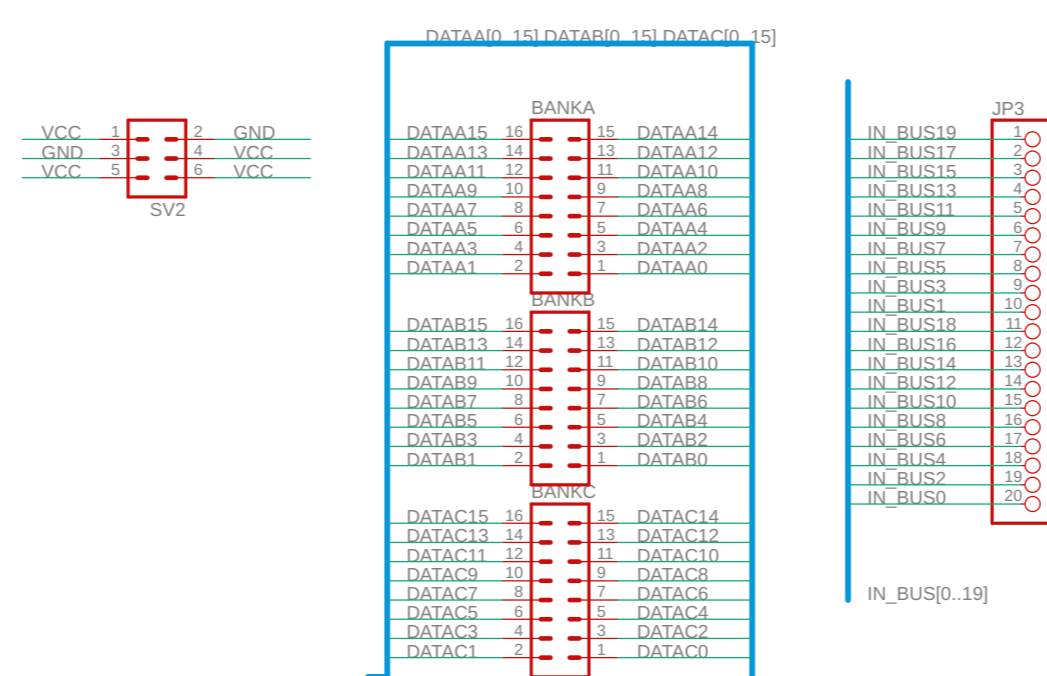 DATAA[0..15],DATAB[0..15],DATAC[0..15]
VCC 1 2 GND
GND 3 4 VCC
VCC 5 6 VCC
SV2
BANKA
DATAA15 16 15 DATAA14
DATAA13 14 13 DATAA12
DATAA11 12 11 DATAA10
DATAA9 10 9 DATAA8
DATAA7 8 7 DATAA6
DATAA5 6 5 DATAA4
DATAA3 4 3 DATAA2
DATAA1 2 1 DATAA0
BANKB
DATAB15 16 15 DATAB14
DATAB13 14 13 DATAB12
DATAB11 12 11 DATAB10
DATAB9 10 9 DATAB8
DATAB7 8 7 DATAB6
DATAB5 6 5 DATAB4
DATAB3 4 3 DATAB2
DATAB1 2 1 DATAB0
BANKC
DATAC15 16 15 DATAC14
DATAC13 14 13 DATAC12
DATAC11 12 11 DATAC10
DATAC9 10 9 DATAC8
DATAC7 8 7 DATAC6
DATAC5 6 5 DATAC4
DATAC3 4 3 DATAC2
DATAC1 2 1 DATAC0
JP3
IN_BUS19 1
IN_BUS17 2
IN_BUS15 3
IN_BUS13 4
IN_BUS11 5
IN_BUS9 6
IN_BUS7 7
IN_BUS5 8
IN_BUS3 9
IN_BUS1 10
IN_BUS18 11
IN_BUS16 12
IN_BUS14 13
IN_BUS12 14
IN_BUS10 15
IN_BUS8 16
IN_BUS6 17
IN_BUS4 18
IN_BUS2 19
IN_BUS0 20
IN_BUS[0..19]